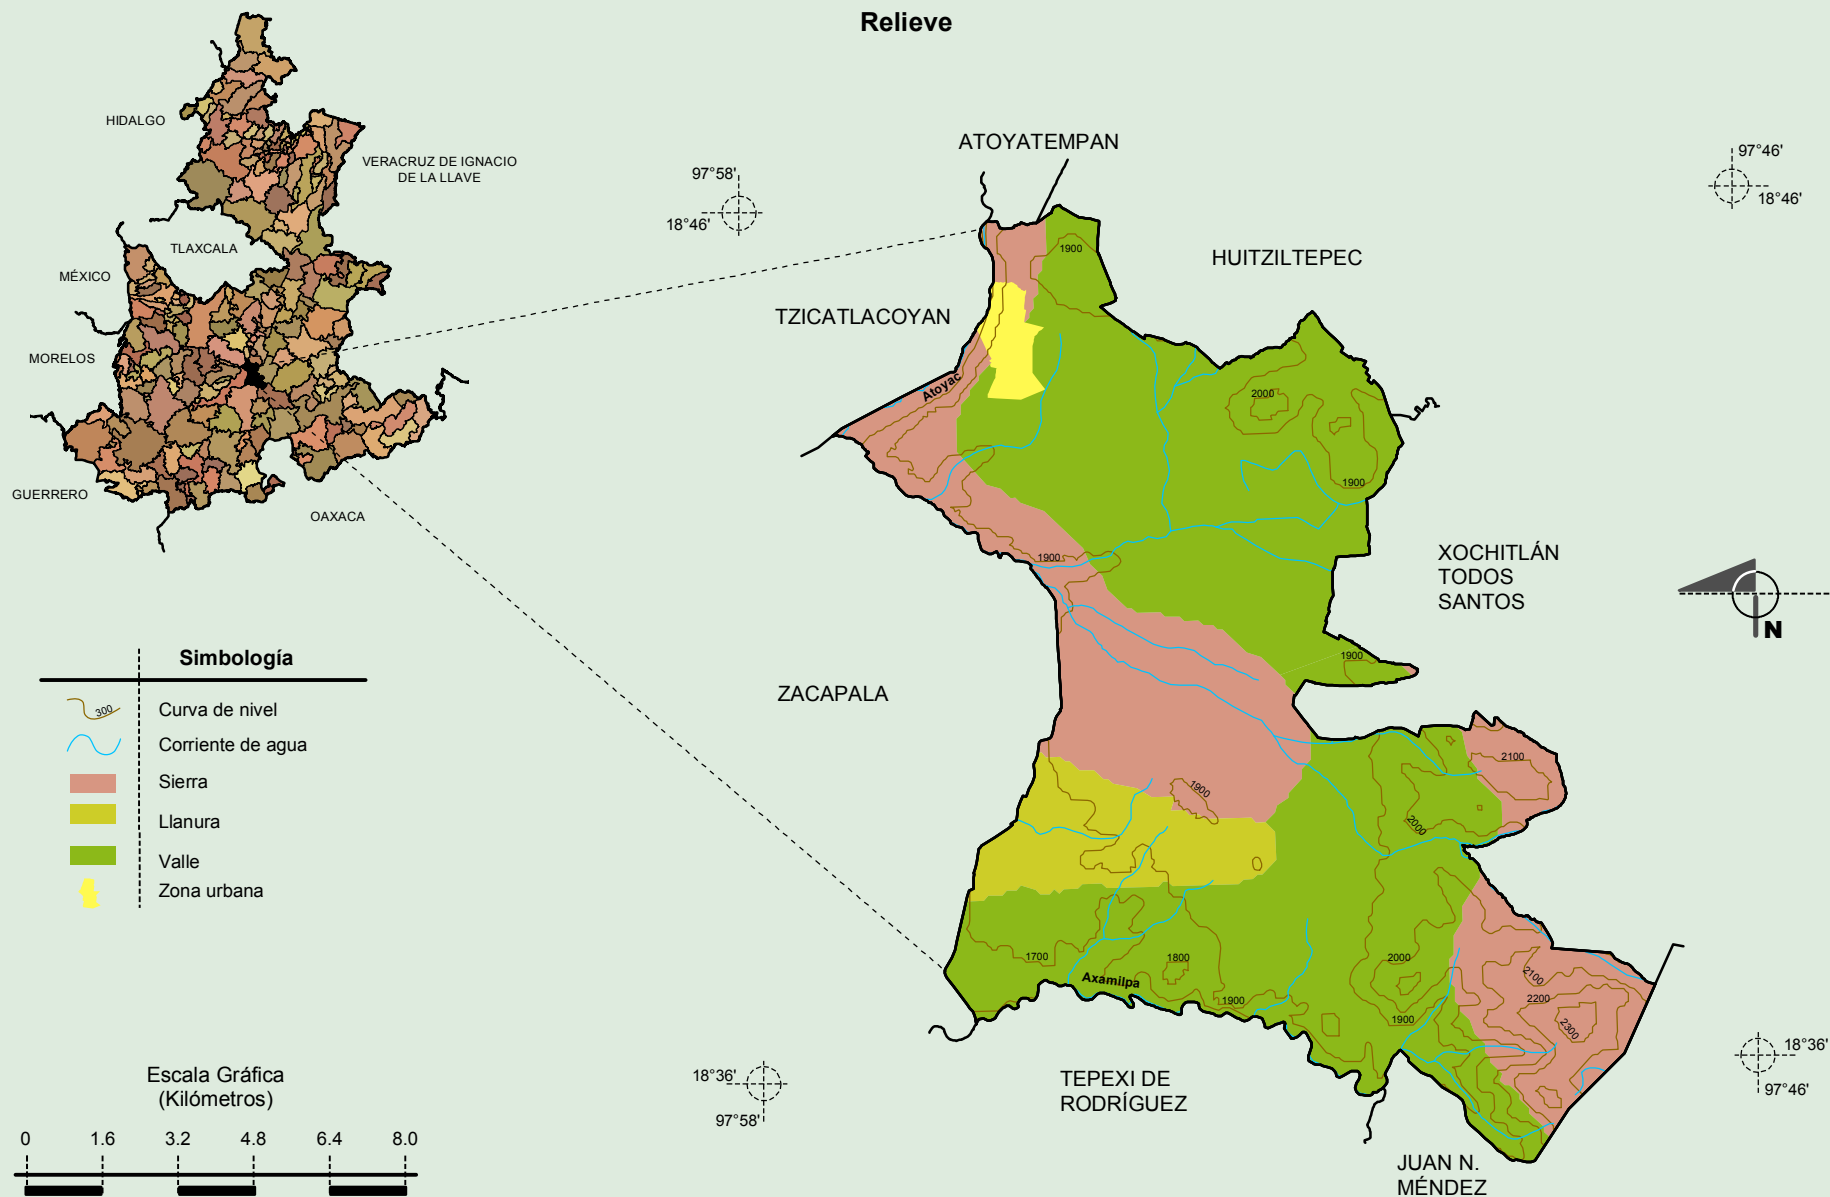 Relieve
HIDALGO
VERACRUZ DE IGNACIO
DE LA LLAVE
TLAXCALA
MÉXICO
MORELOS
GUERRERO
OAXACA
97°58'
18°46'
97°46'
18°46'
ATOYATEMPAN
HUITZILTEPEC
TZICATLACOYAN
XOCHITLÁN
TODOS
SANTOS
ZACAPALA
TEPEXI DE
RODRÍGUEZ
JUAN N.
MÉNDEZ
N
1900
2000
1900
Atoyac
1900
1900
2100
1900
2000
1700
1800
Axamilpa
1900
2000
1900
2100
2200
2300
18°36'
97°58'
18°36'
97°46'
Simbología
300
Curva de nivel
Corriente de agua
Sierra
Llanura
Valle
Zona urbana
Escala Gráfica
(Kilómetros)
0 1.6 3.2 4.8 6.4 8.0